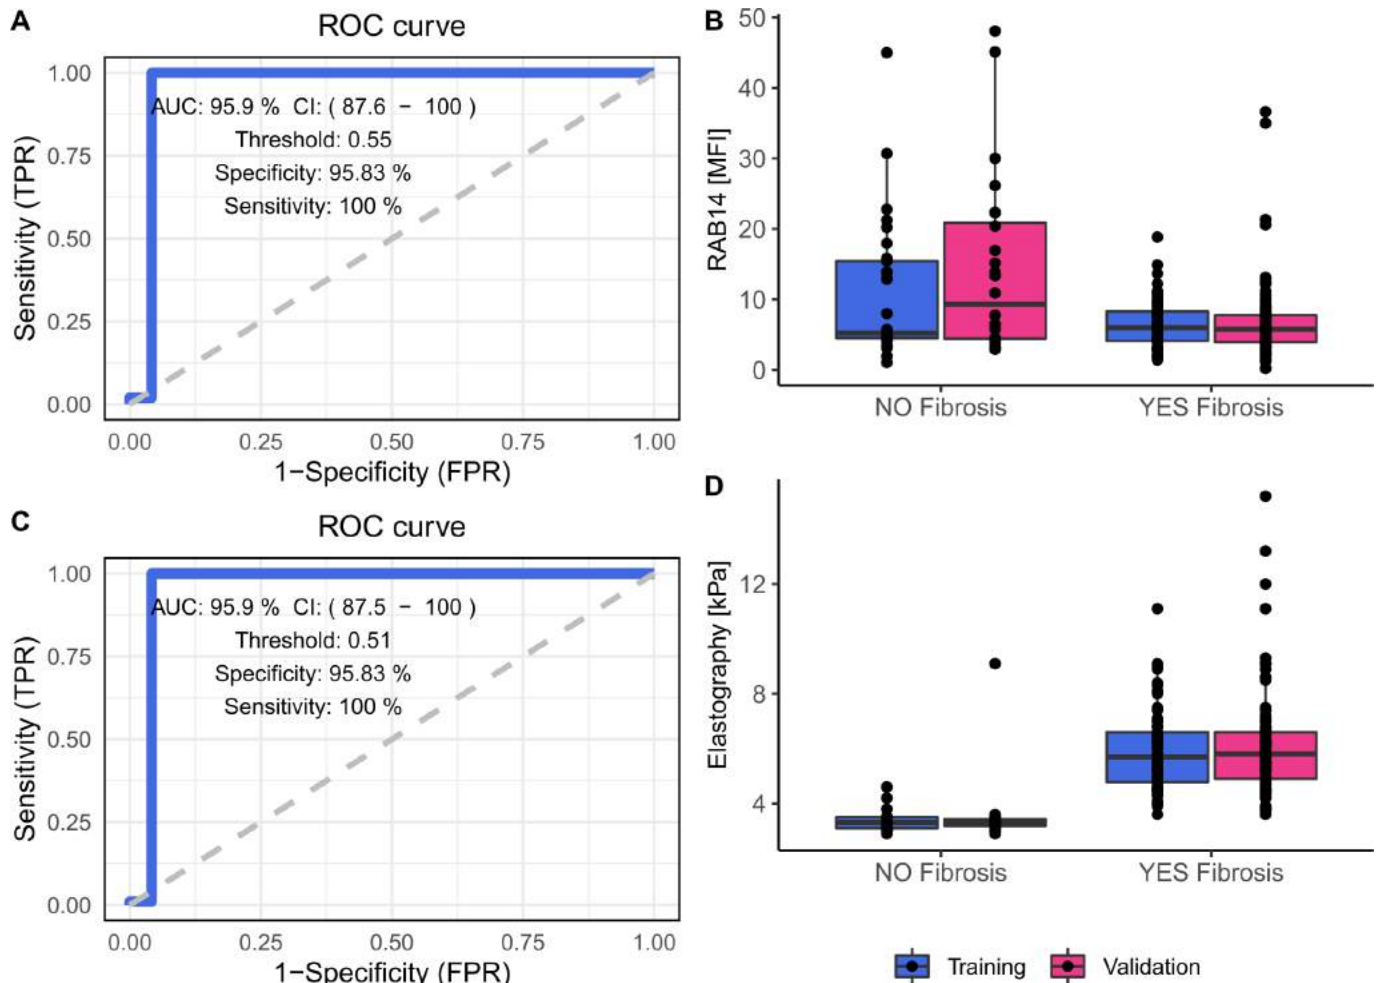 A
ROC curve
1.00
0.75
0.50
0.25
0.00
Sensitivity (TPR)
AUC: 95.9 % CI: ( 87.6 − 100 )
Threshold: 0.55
Specificity: 95.83 %
Sensitivity: 100 %
0.00 0.25 0.50 0.75 1.00
1−Specificity (FPR)
B
50
40
30
20
10
0
RAB14 [MFI]
NO Fibrosis YES Fibrosis
C
ROC curve
1.00
0.75
0.50
0.25
0.00
Sensitivity (TPR)
AUC: 95.9 % CI: ( 87.5 − 100 )
Threshold: 0.51
Specificity: 95.83 %
Sensitivity: 100 %
0.00 0.25 0.50 0.75 1.00
1−Specificity (FPR)
D
12
8
4
Elastography [kPa]
NO Fibrosis YES Fibrosis
Training Validation